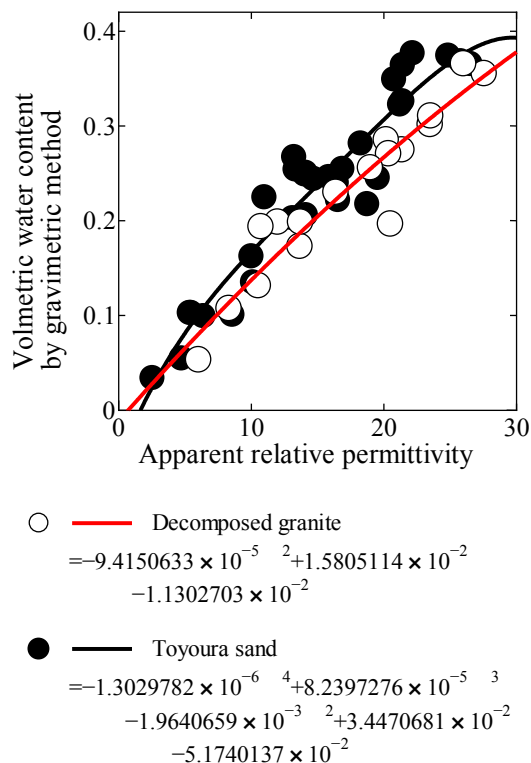 0.4
0.3
0.2
0.1
0
0 10 20 30
Volmetric water content
by gravimetric method
Apparent relative permittivity
Decomposed granite
=−9.4150633 × 10⁻⁵ ²+1.5805114 × 10⁻²
−1.1302703 × 10⁻²
Toyoura sand
=−1.3029782 × 10⁻⁶ ⁴+8.2397276 × 10⁻⁵ ³
−1.9640659 × 10⁻³ ²+3.4470681 × 10⁻²
−5.1740137 × 10⁻²